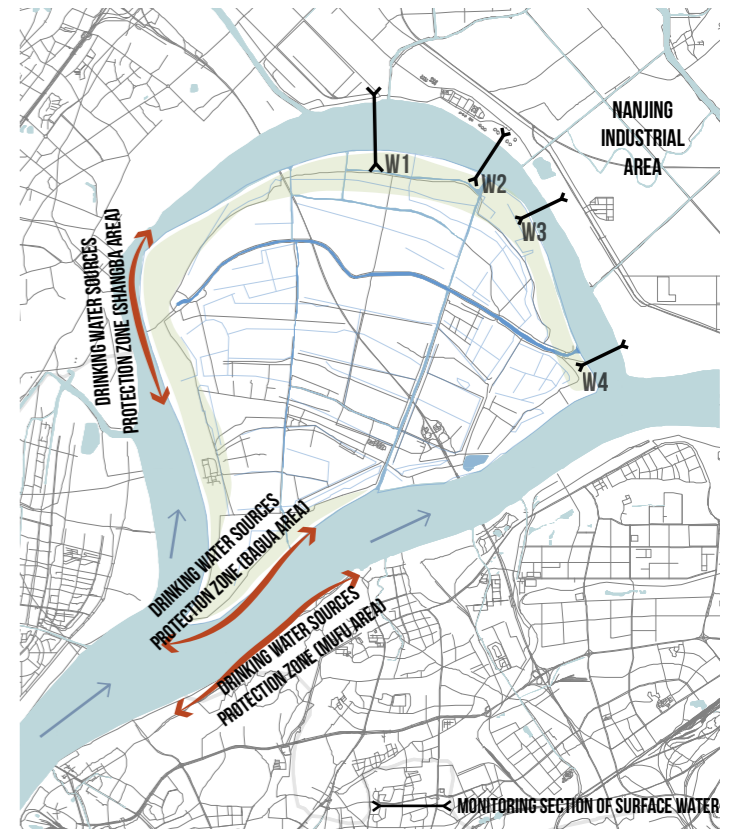 NANJING
INDUSTRIAL
AREA
W1
W2
W3
W4
DRINKING WATER SOURCES
PROTECTION ZONE (SHANGBA AREA)
DRINKING WATER SOURCES
PROTECTION ZONE (BAGUA AREA)
DRINKING WATER SOURCES
PROTECTION ZONE (MUFU AREA)
MONITORING SECTION OF SURFACE WATER